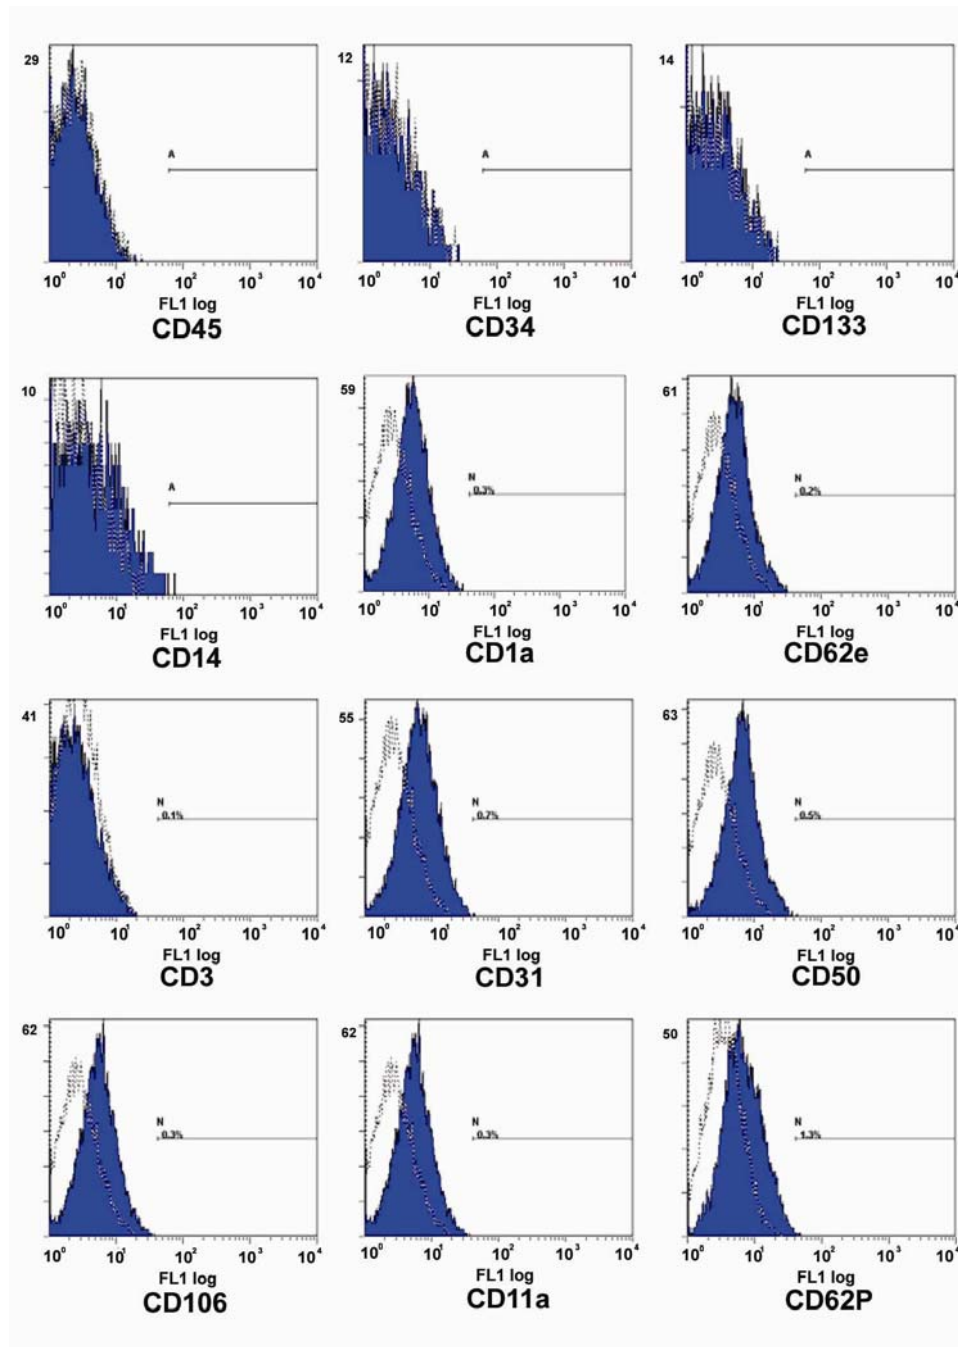 29 12 14
A A A
10⁰ 10¹ 10² 10³ 10⁴ 10⁰ 10¹ 10² 10³ 10⁴ 10⁰ 10¹ 10² 10³ 10⁴
FL1 log FL1 log FL1 log
CD45 CD34 CD133
10 59 61
A N N
0.3% 0.2%
10⁰ 10¹ 10² 10³ 10⁴ 10⁰ 10¹ 10² 10³ 10⁴ 10⁰ 10¹ 10² 10³ 10⁴
FL1 log FL1 log FL1 log
CD14 CD1a CD62e
41 55 63
N N N
0.1% 0.7% 0.5%
10⁰ 10¹ 10² 10³ 10⁴ 10⁰ 10¹ 10² 10³ 10⁴ 10⁰ 10¹ 10² 10³ 10⁴
FL1 log FL1 log FL1 log
CD3 CD31 CD50
62 62 50
N N N
0.3% 0.3% 1.3%
10⁰ 10¹ 10² 10³ 10⁴ 10⁰ 10¹ 10² 10³ 10⁴ 10⁰ 10¹ 10² 10³ 10⁴
FL1 log FL1 log FL1 log
CD106 CD11a CD62P